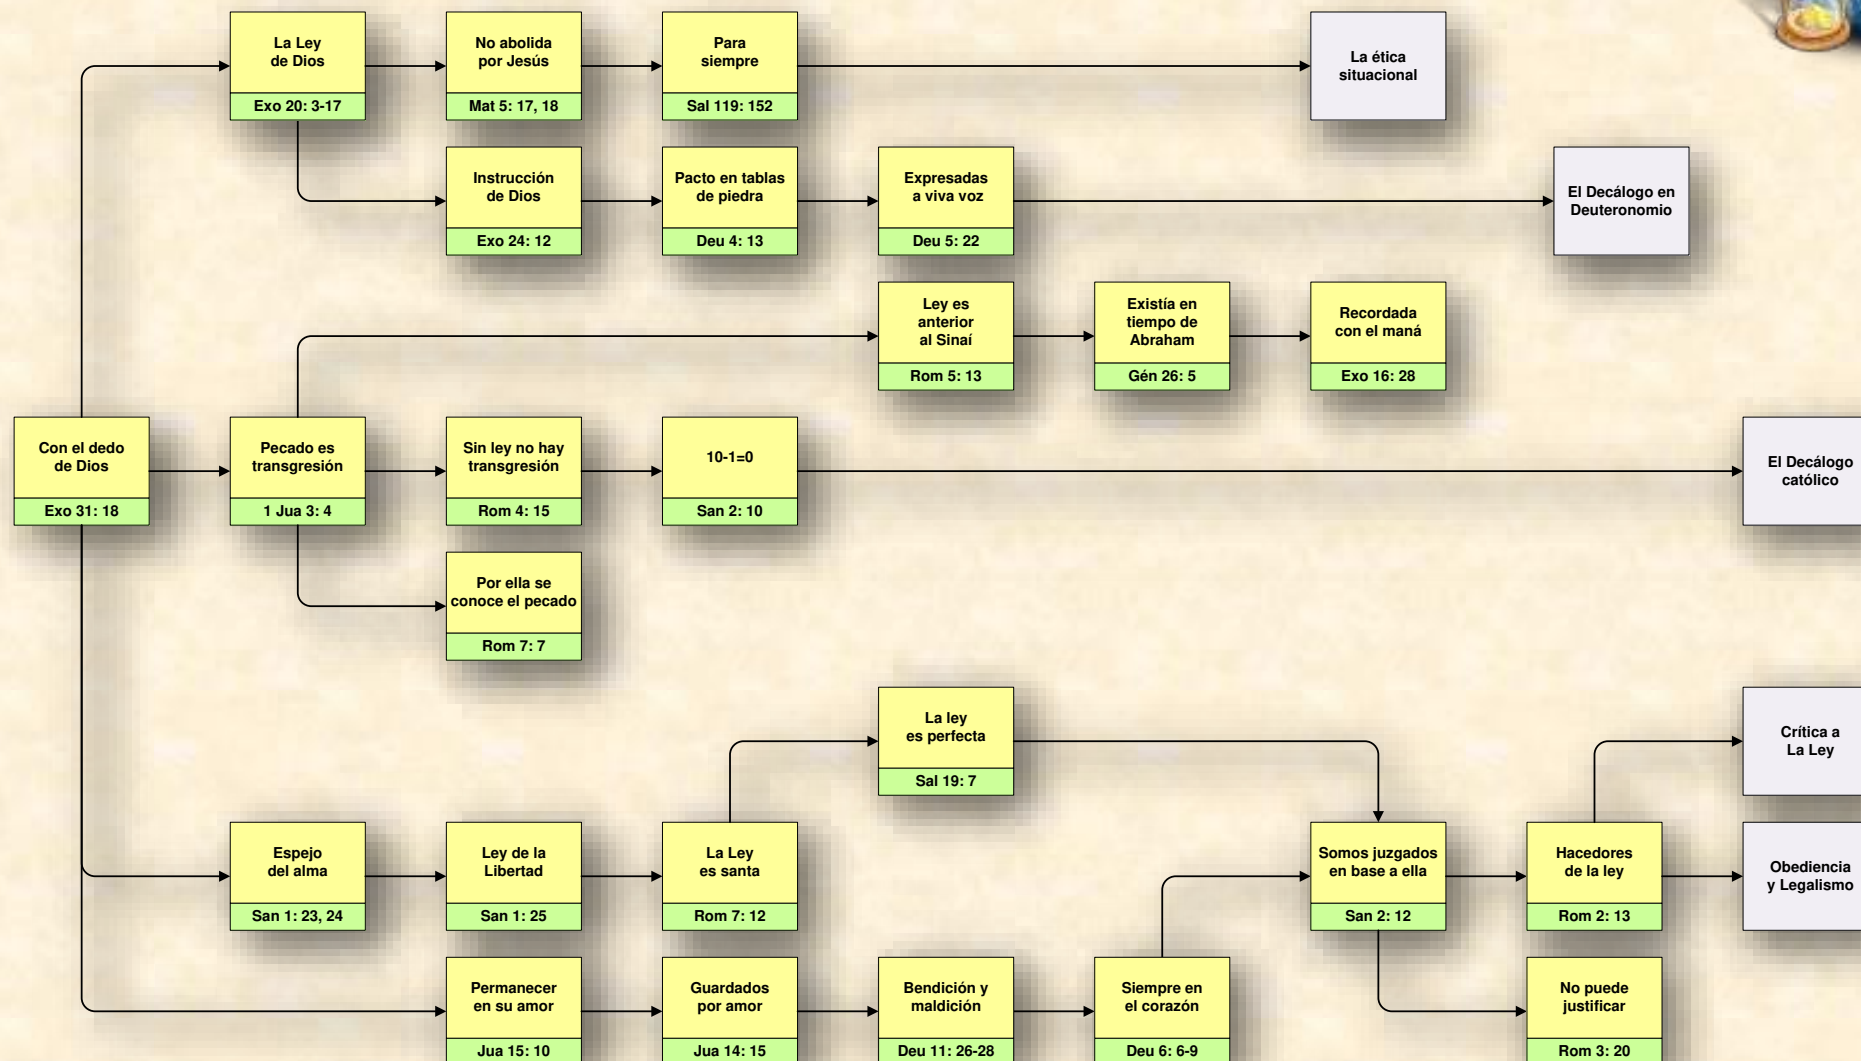 La Ley
de Dios
Exo 20: 3-17
No abolida
por Jesús
Mat 5: 17, 18
Para
siempre
Sal 119: 152
La ética
situacional
Instrucción
de Dios
Exo 24: 12
Pacto en tablas
de piedra
Deu 4: 13
Expresadas
a viva voz
Deu 5: 22
El Decálogo en
Deuteronomio
Ley es
anterior
al Sinaí
Rom 5: 13
Existía en
tiempo de
Abraham
Gén 26: 5
Recordada
con el maná
Exo 16: 28
Con el dedo
de Dios
Exo 31: 18
Pecado es
transgresión
1 Jua 3: 4
Sin ley no hay
transgresión
Rom 4: 15
10-1=0
San 2: 10
El Decálogo
católico
Por ella se
conoce el pecado
Rom 7: 7
La ley
es perfecta
Sal 19: 7
Crítica a
La Ley
Espejo
del alma
San 1: 23, 24
Ley de la
Libertad
San 1: 25
La Ley
es santa
Rom 7: 12
Somos juzgados
en base a ella
San 2: 12
Hacedores
de la ley
Rom 2: 13
Obediencia
y Legalismo
Permanecer
en su amor
Jua 15: 10
Guardados
por amor
Jua 14: 15
Bendición y
maldición
Deu 11: 26-28
Siempre en
el corazón
Deu 6: 6-9
No puede
justificar
Rom 3: 20